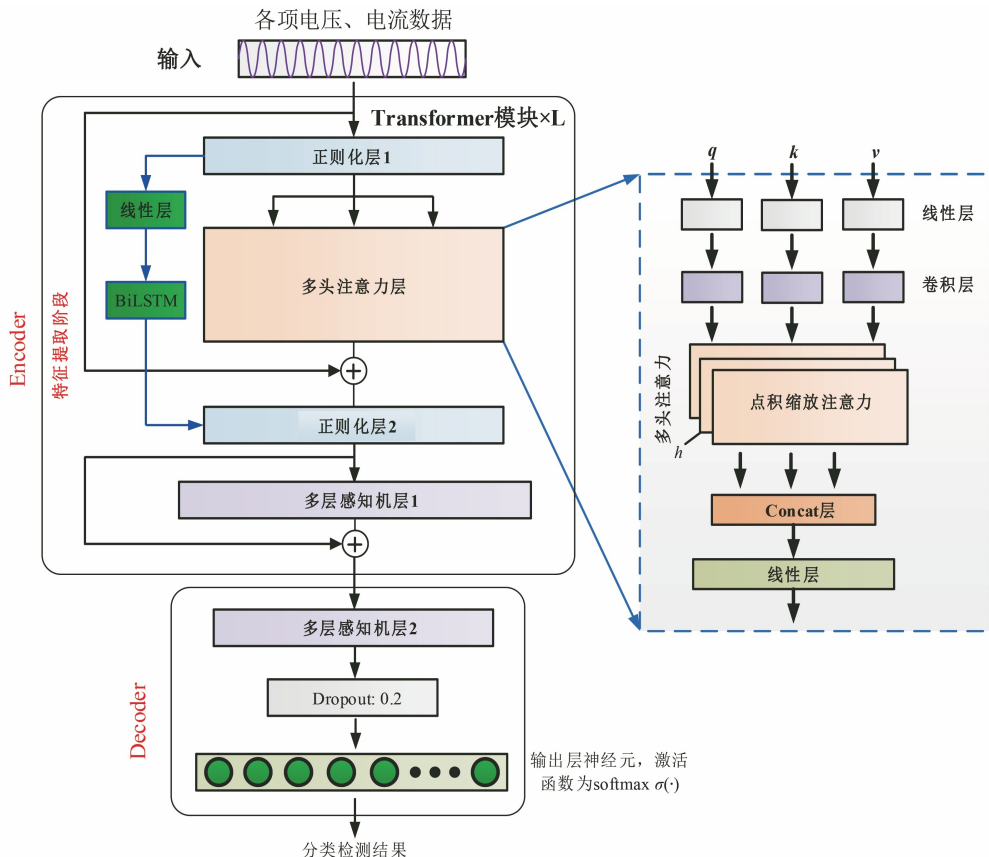 各项电压、电流数据
输入
Transformer模块×L
正则化层1
线性层
BiLSTM
多头注意力层
正则化层2
多层感知机层1
Encoder
特征提取阶段
多层感知机层2
Dropout: 0.2
Decoder
输出层神经元，激活
函数为softmax σ(·)
分类检测结果
q
k
v
线性层
卷积层
多头注意力
h
点积缩放注意力
Concat层
线性层